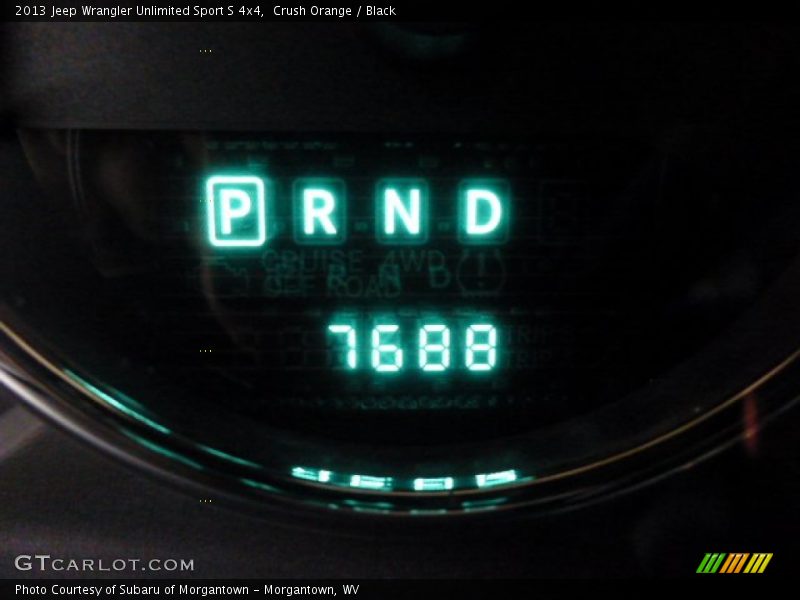 2013 Jeep Wrangler Unlimited Sport S 4x4,  Crush Orange / Black
P R N D
CRUISE 4WD
OFF ROAD
7688
TRIP
GTCARLOT.COM
Photo Courtesy of Subaru of Morgantown - Morgantown, WV